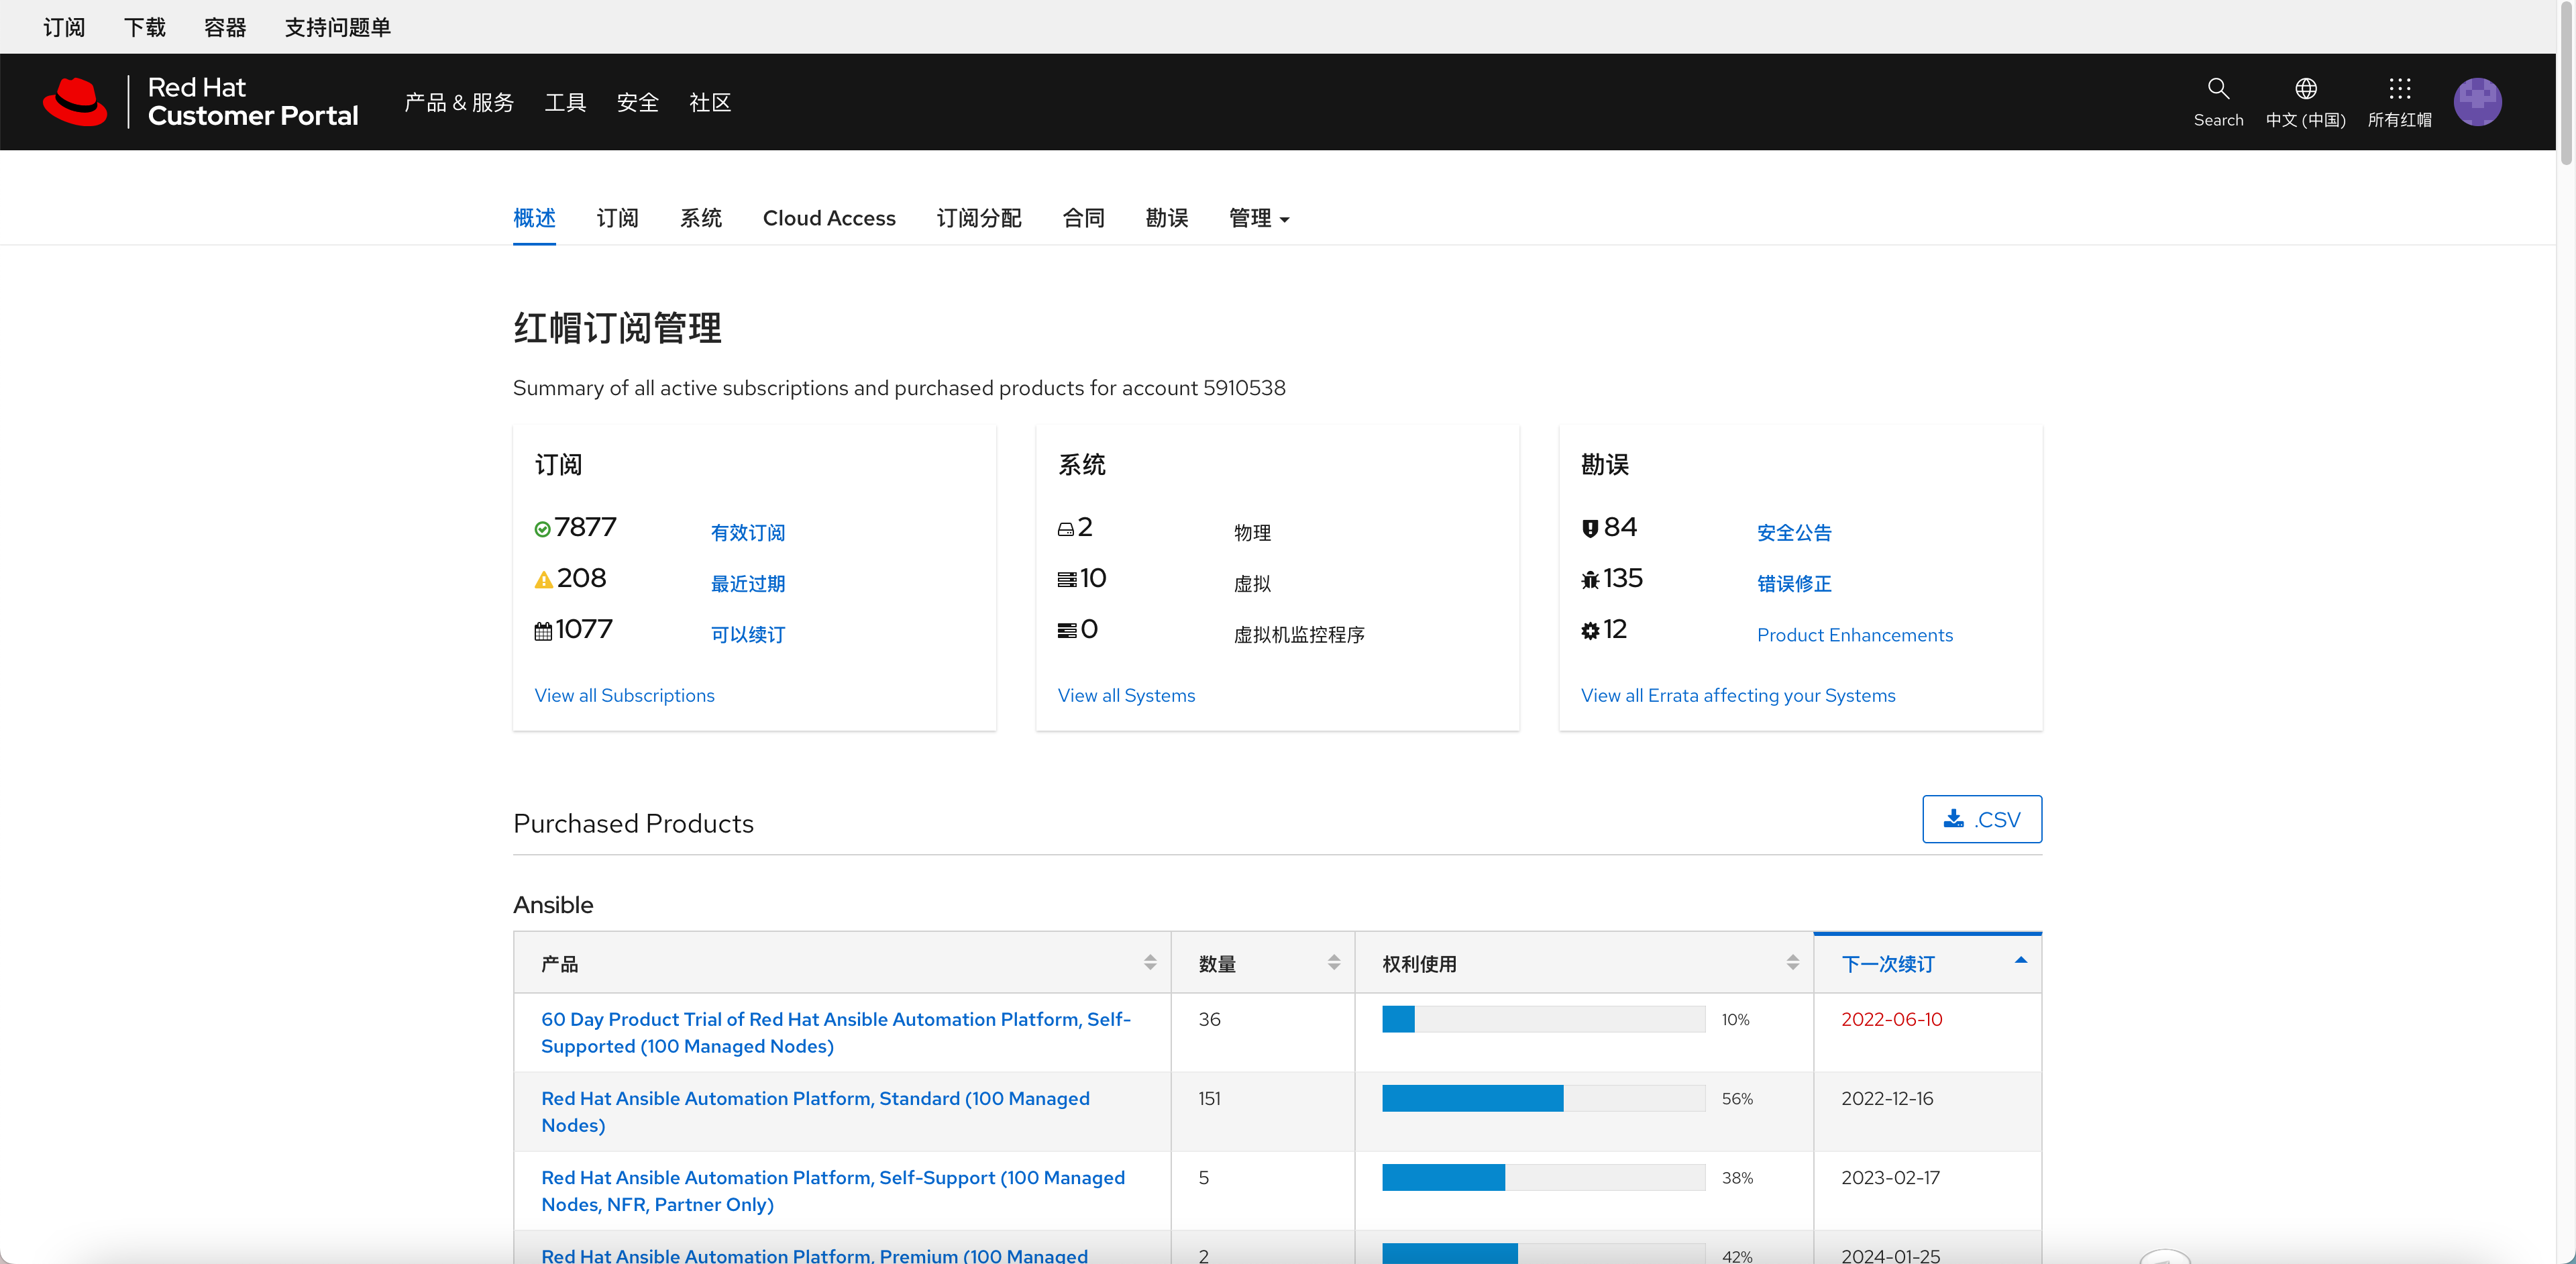 订阅 下载 容器 支持问题单
Red Hat
Customer Portal
产品 & 服务 工具 安全 社区
Search 中文 (中国) 所有红帽
概述 订阅 系统 Cloud Access 订阅分配 合同 勘误 管理
红帽订阅管理
Summary of all active subscriptions and purchased products for account 5910538
订阅
7877 有效订阅
208 最近过期
1077 可以续订
View all Subscriptions
系统
2 物理
10 虚拟
0 虚拟机监控程序
View all Systems
勘误
84 安全公告
135 错误修正
12 Product Enhancements
View all Errata affecting your Systems
Purchased Products
.CSV
Ansible
产品 数量 权利使用 下一次续订
60 Day Product Trial of Red Hat Ansible Automation Platform, Self-
Supported (100 Managed Nodes)
36 10% 2022-06-10
Red Hat Ansible Automation Platform, Standard (100 Managed
Nodes)
151 56% 2022-12-16
Red Hat Ansible Automation Platform, Self-Support (100 Managed
Nodes, NFR, Partner Only)
5 38% 2023-02-17
Red Hat Ansible Automation Platform, Premium (100 Managed
2 42% 2024-01-25